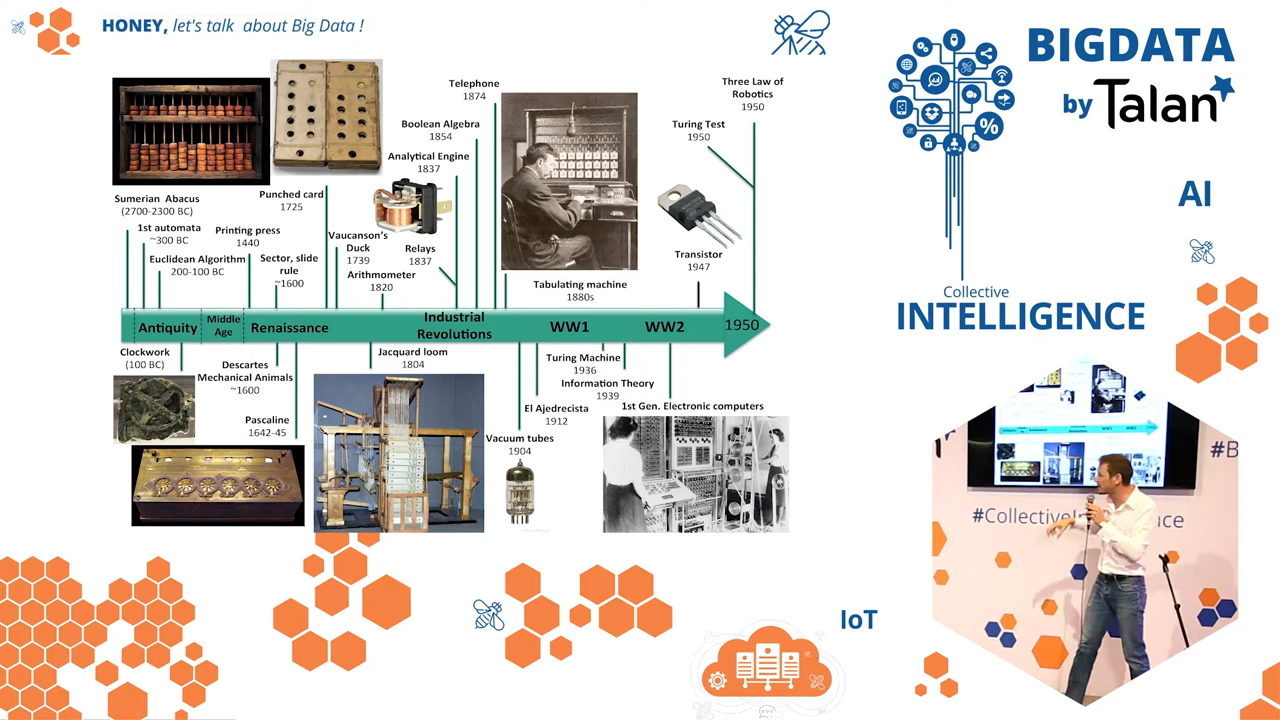 HONEY, let's talk about Big Data !
Telephone
1874
Three Law of
Robotics
1950
Boolean Algebra
1854
Turing Test
1950
Analytical Engine
1837
Sumerian Abacus
(2700-2300 BC)
Punched card
1725
1st automata
~300 BC
Printing press
1440
Vaucanson's
Duck
1739
Relays
1837
Transistor
1947
Euclidean Algorithm
200-100 BC
Sector, slide
rule
~1600
Arithmometer
1820
Tabulating machine
1880s
Antiquity
Middle
Age
Renaissance
Industrial
Revolutions
WW1
WW2
1950
Clockwork
(100 BC)
Descartes
Mechanical Animals
~1600
Jacquard loom
1804
Turing Machine
1936
Information Theory
1939
Pascaline
1642-45
El Ajedrecista
1912
1st Gen. Electronic computers
Vacuum tubes
1904
BIGDATA
by Talan
%
AI
Collective
INTELLIGENCE
#B
#CollectiveIn ence
IoT